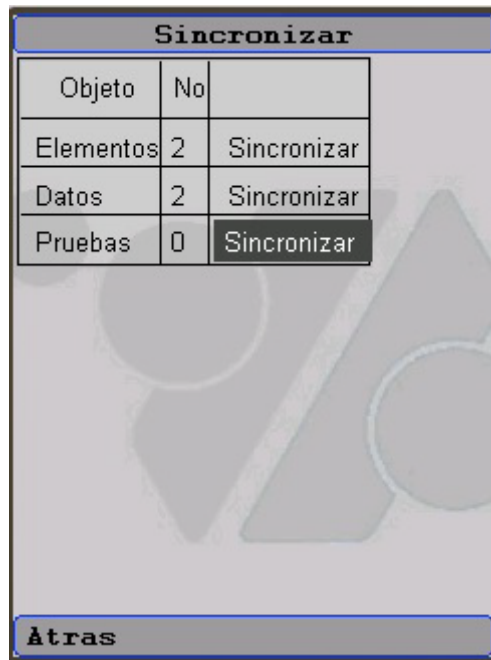 Sincronizar
Objeto No
Elementos 2 Sincronizar
Datos 2 Sincronizar
Pruebas 0 Sincronizar
Atras